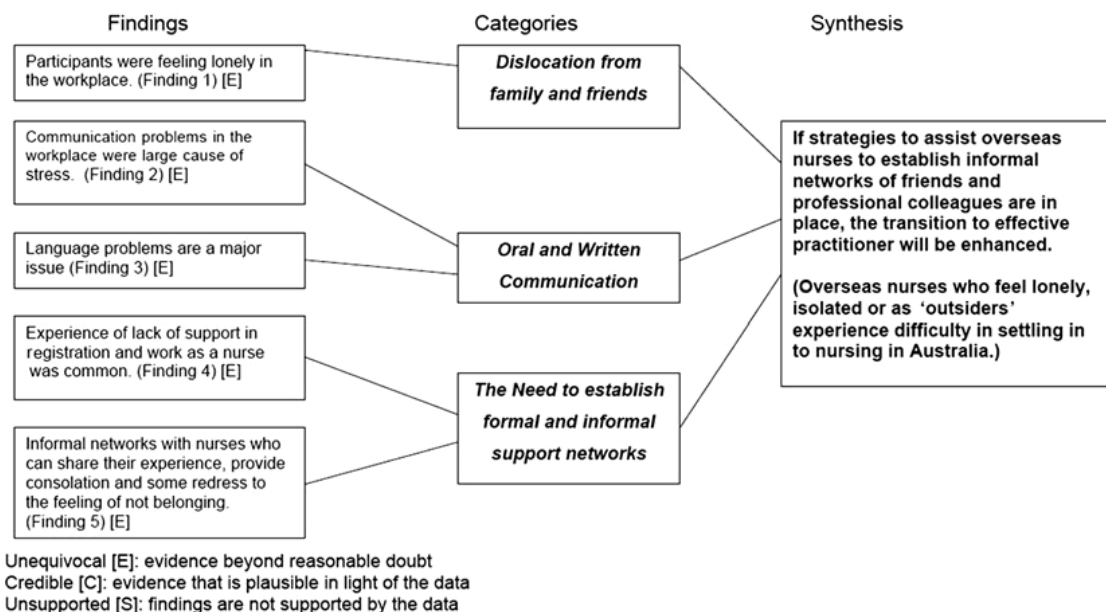 Findings
Categories
Synthesis
Participants were feeling lonely in
the workplace. (Finding 1) [E]
Communication problems in the
workplace were large cause of
stress. (Finding 2) [E]
Language problems are a major
issue (Finding 3) [E]
Experience of lack of support in
registration and work as a nurse
was common. (Finding 4) [E]
Informal networks with nurses who
can share their experience, provide
consolation and some redress to
the feeling of not belonging.
(Finding 5) [E]
Dislocation from
family and friends
Oral and Written
Communication
The Need to establish
formal and informal
support networks
If strategies to assist overseas
nurses to establish informal
networks of friends and
professional colleagues are in
place, the transition to effective
practitioner will be enhanced.
(Overseas nurses who feel lonely,
isolated or as ‘outsiders’
experience difficulty in settling in
to nursing in Australia.)
Unequivocal [E]: evidence beyond reasonable doubt
Credible [C]: evidence that is plausible in light of the data
Unsupported [S]: findings are not supported by the data